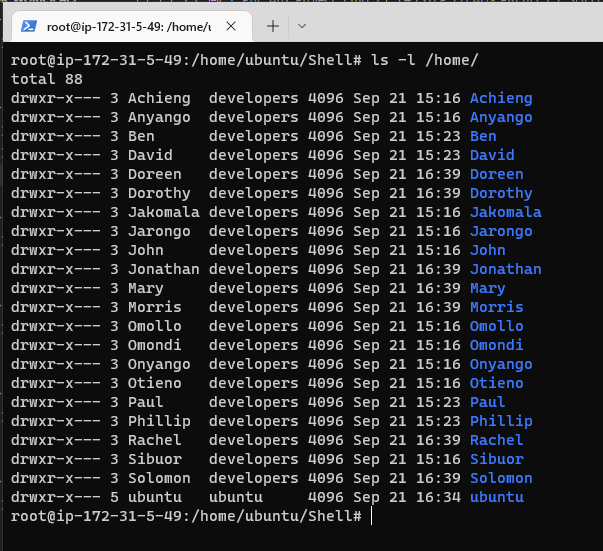 root@ip-172-31-5-49: /home/u
root@ip-172-31-5-49:/home/ubuntu/Shell# ls -l /home/
total 88
drwxr-x--- 3 Achieng  developers 4096 Sep 21 15:16 Achieng
drwxr-x--- 3 Anyango  developers 4096 Sep 21 15:16 Anyango
drwxr-x--- 3 Ben      developers 4096 Sep 21 15:23 Ben
drwxr-x--- 3 David    developers 4096 Sep 21 15:23 David
drwxr-x--- 3 Doreen   developers 4096 Sep 21 16:39 Doreen
drwxr-x--- 3 Dorothy  developers 4096 Sep 21 16:39 Dorothy
drwxr-x--- 3 Jakomala developers 4096 Sep 21 15:16 Jakomala
drwxr-x--- 3 Jarongo  developers 4096 Sep 21 15:16 Jarongo
drwxr-x--- 3 John     developers 4096 Sep 21 15:16 John
drwxr-x--- 3 Jonathan developers 4096 Sep 21 16:39 Jonathan
drwxr-x--- 3 Mary     developers 4096 Sep 21 16:39 Mary
drwxr-x--- 3 Morris   developers 4096 Sep 21 16:39 Morris
drwxr-x--- 3 Omollo   developers 4096 Sep 21 15:16 Omollo
drwxr-x--- 3 Omondi   developers 4096 Sep 21 15:16 Omondi
drwxr-x--- 3 Onyango  developers 4096 Sep 21 15:16 Onyango
drwxr-x--- 3 Otieno   developers 4096 Sep 21 15:16 Otieno
drwxr-x--- 3 Paul     developers 4096 Sep 21 15:23 Paul
drwxr-x--- 3 Phillip  developers 4096 Sep 21 15:23 Phillip
drwxr-x--- 3 Rachel   developers 4096 Sep 21 16:39 Rachel
drwxr-x--- 3 Sibuor   developers 4096 Sep 21 15:16 Sibuor
drwxr-x--- 3 Solomon  developers 4096 Sep 21 16:39 Solomon
drwxr-x--- 5 ubuntu   ubuntu     4096 Sep 21 16:34 ubuntu
root@ip-172-31-5-49:/home/ubuntu/Shell#